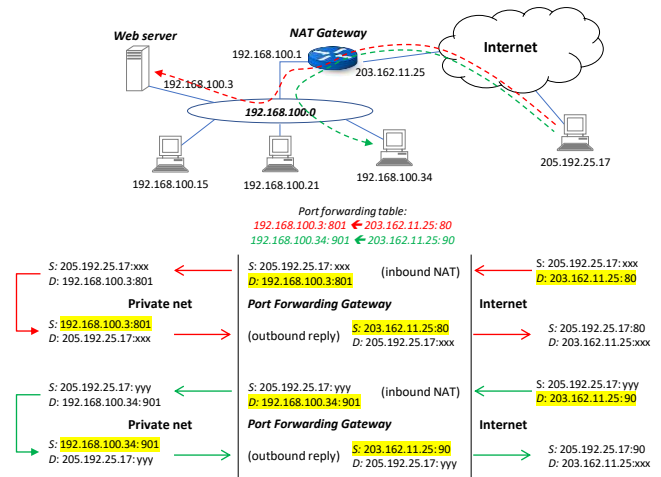 Web server
NAT Gateway
Internet
192.168.100.1
203.162.11.25
192.168.100.3
192.168.100:0
205.192.25.17
192.168.100.15
192.168.100.21
192.168.100.34
Port forwarding table:
192.168.100.3:801 ← 203.162.11.25:80
192.168.100.34:901 ← 203.162.11.25:90
S: 205.192.25.17:xxx
D: 192.168.100.3:801
S: 205.192.25.17:xxx
D: 192.168.100.3:801
(inbound NAT)
S: 205.192.25.17:xxx
D: 203.162.11.25:80
Private net
Port Forwarding Gateway
Internet
S: 192.168.100.3:801
D: 205.192.25.17:xxx
(outbound reply)
S: 203.162.11.25:80
D: 205.192.25.17:xxx
S: 205.192.25.17:80
D: 203.162.11.25:xxx
S: 205.192.25.17:yyy
D: 192.168.100.34:901
S: 205.192.25.17:yyy
D: 192.168.100.34:901
(inbound NAT)
S: 205.192.25.17:yyy
D: 203.162.11.25:90
Private net
Port Forwarding Gateway
Internet
S: 192.168.100.34:901
D: 205.192.25.17:yyy
(outbound reply)
S: 203.162.11.25:90
D: 205.192.25.17:yyy
S: 205.192.25.17:90
D: 203.162.11.25:xxx